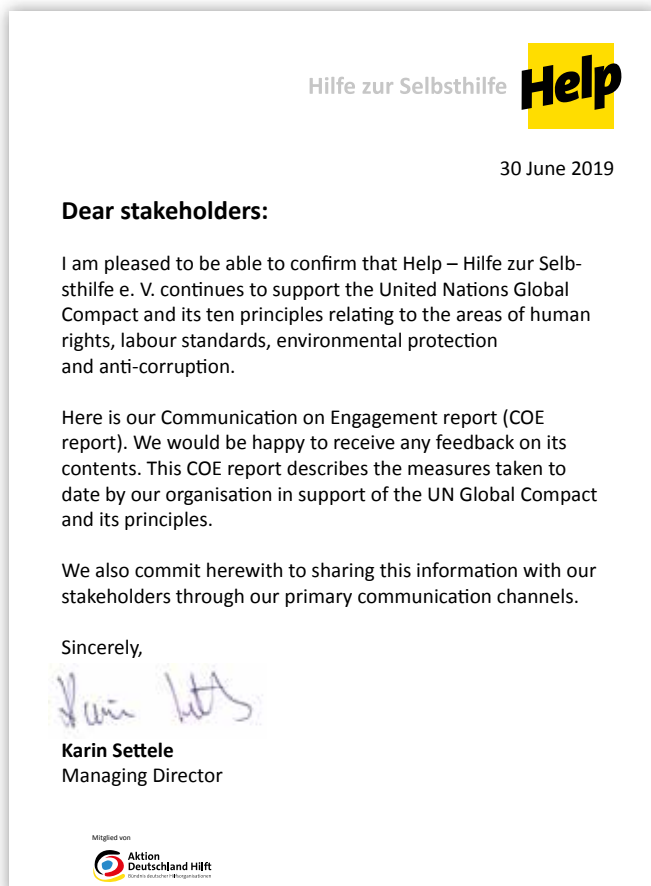 Hilfe zur Selbsthilfe Help
30 June 2019
Dear stakeholders:
I am pleased to be able to confirm that Help – Hilfe zur Selb-
sthilfe e. V. continues to support the United Nations Global
Compact and its ten principles relating to the areas of human
rights, labour standards, environmental protection
and anti-corruption.
Here is our Communication on Engagement report (COE
report). We would be happy to receive any feedback on its
contents. This COE report describes the measures taken to
date by our organisation in support of the UN Global Compact
and its principles.
We also commit herewith to sharing this information with our
stakeholders through our primary communication channels.
Sincerely,
Karin Settele
Managing Director
Mitglied von
Aktion
Deutschland Hilft
Bündnis deutscher Hilfsorganisationen